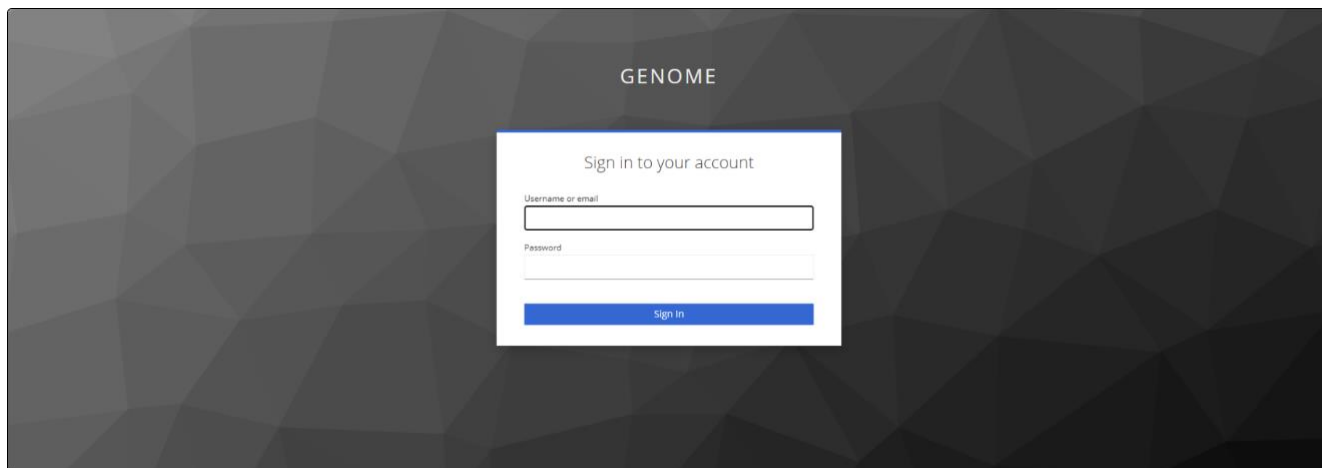 GENOME
Sign in to your account
Username or email
Password
Sign In